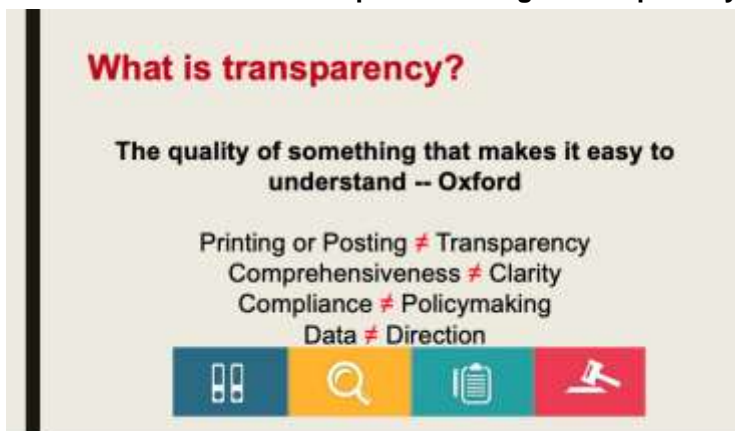 What is transparency?
The quality of something that makes it easy to
understand -- Oxford
Printing or Posting ≠ Transparency
Comprehensiveness ≠ Clarity
Compliance ≠ Policymaking
Data ≠ Direction